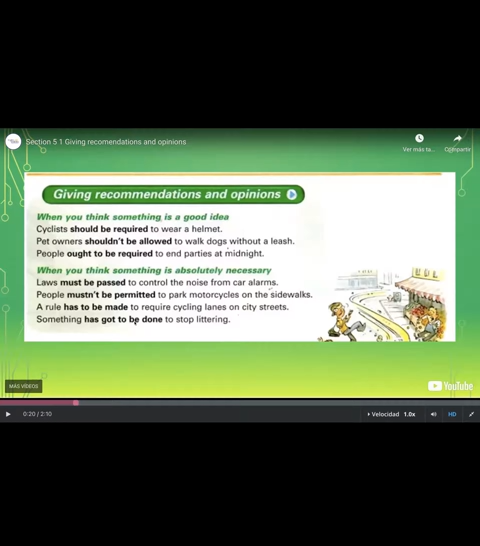 Section 5 1 Giving recomendations and opinions
Ver más ta...
Compartir
Giving recommendations and opinions
When you think something is a good idea
Cyclists should be required to wear a helmet.
Pet owners shouldn't be allowed to walk dogs without a leash.
People ought to be required to end parties at midnight.
When you think something is absolutely necessary
Laws must be passed to control the noise from car alarms.
People mustn't be permitted to park motorcycles on the sidewalks.
A rule has to be made to require cycling lanes on city streets.
Something has got to be done to stop littering.
MÁS VÍDEOS
YouTube
0:20 / 2:10
Velocidad 1.0x
HD